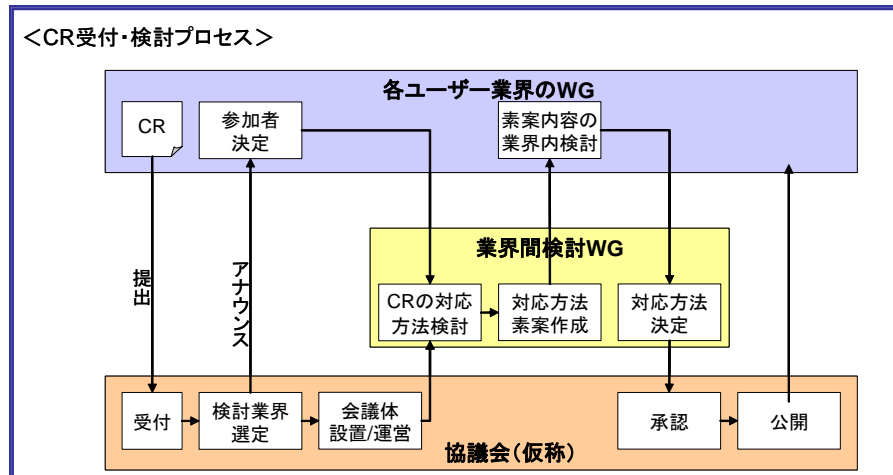 ＜CR受付・検討プロセス＞
各ユーザー業界のWG
CR
参加者
決定
素案内容の
業界内検討
提出
アナウンス
業界間検討WG
CRの対応
方法検討
対応方法
素案作成
対応方法
決定
受付
検討業界
選定
会議体
設置/運営
承認
公開
協議会（仮称）